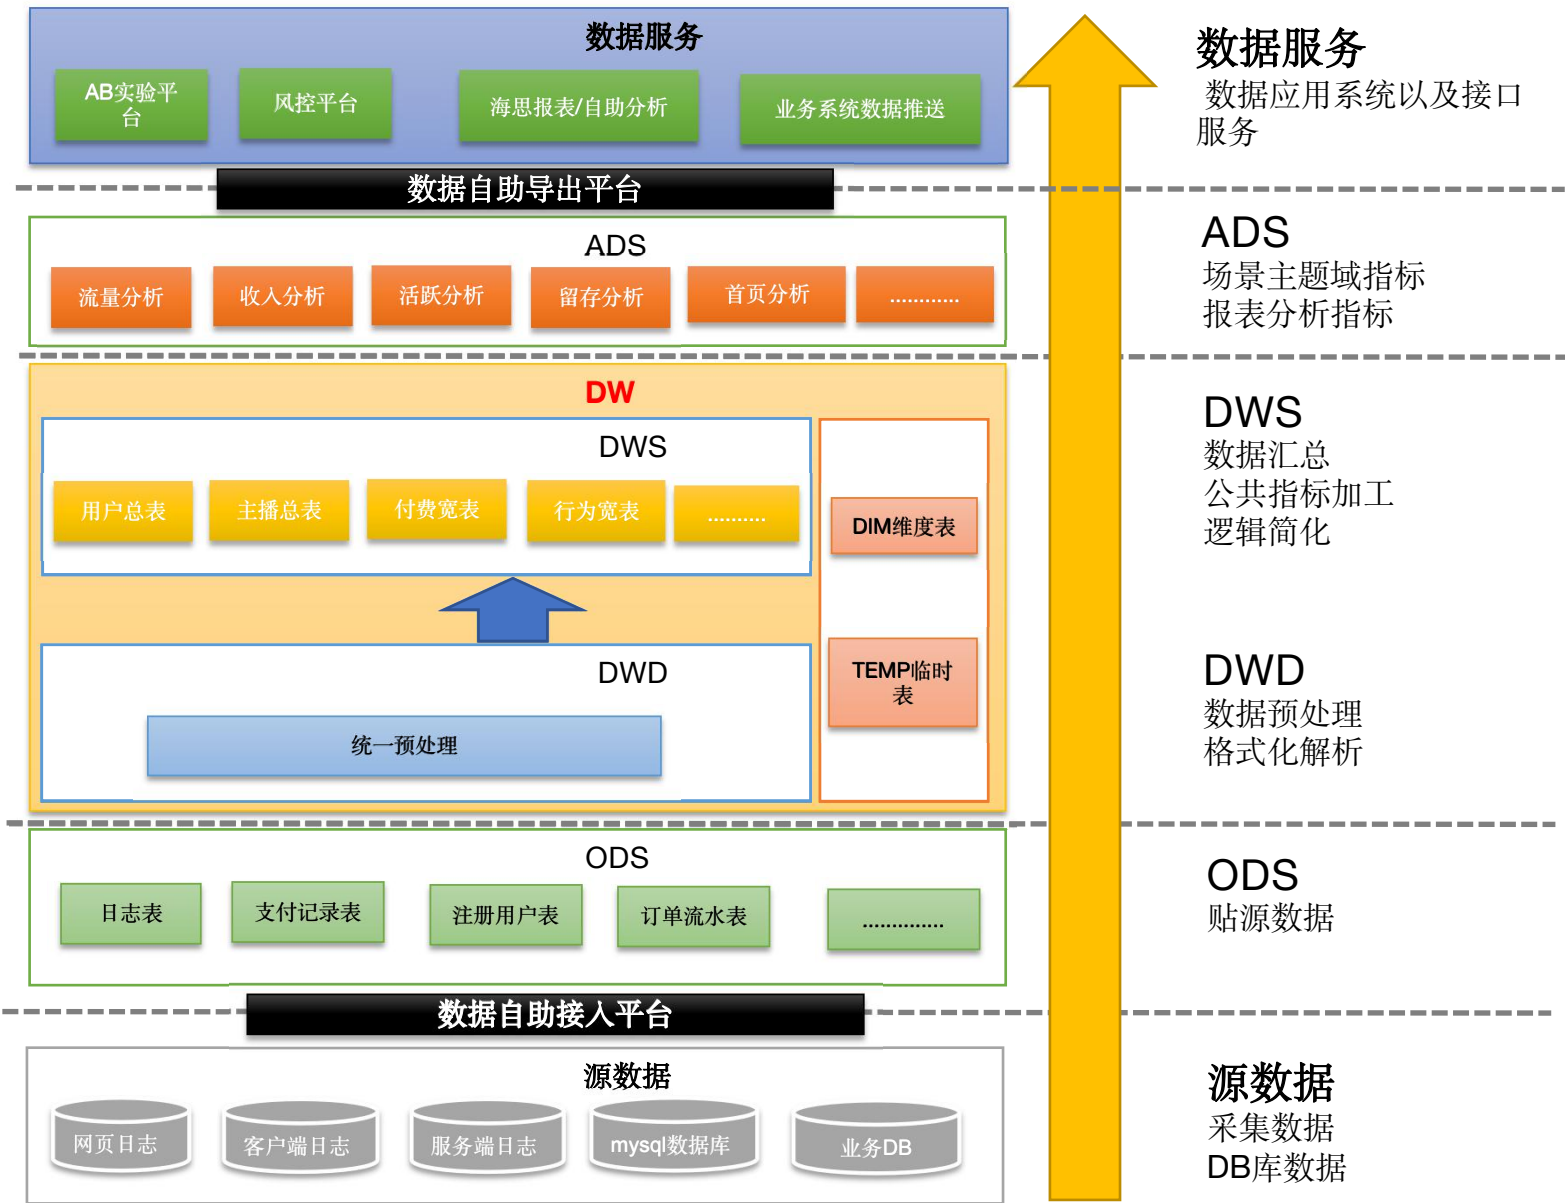 数据服务
AB实验平
台
风控平台
海思报表/自助分析
业务系统数据推送
数据服务
数据应用系统以及接口
服务
数据自助导出平台
ADS
流量分析
收入分析
活跃分析
留存分析
首页分析
............
ADS
场景主题域指标
报表分析指标
DW
DWS
用户总表
主播总表
付费宽表
行为宽表
..........
DIM维度表
DWS
数据汇总
公共指标加工
逻辑简化
DWD
统一预处理
TEMP临时
表
DWD
数据预处理
格式化解析
ODS
日志表
支付记录表
注册用户表
订单流水表
..............
ODS
贴源数据
数据自助接入平台
源数据
网页日志
客户端日志
服务端日志
mysql数据库
业务DB
源数据
采集数据
DB库数据